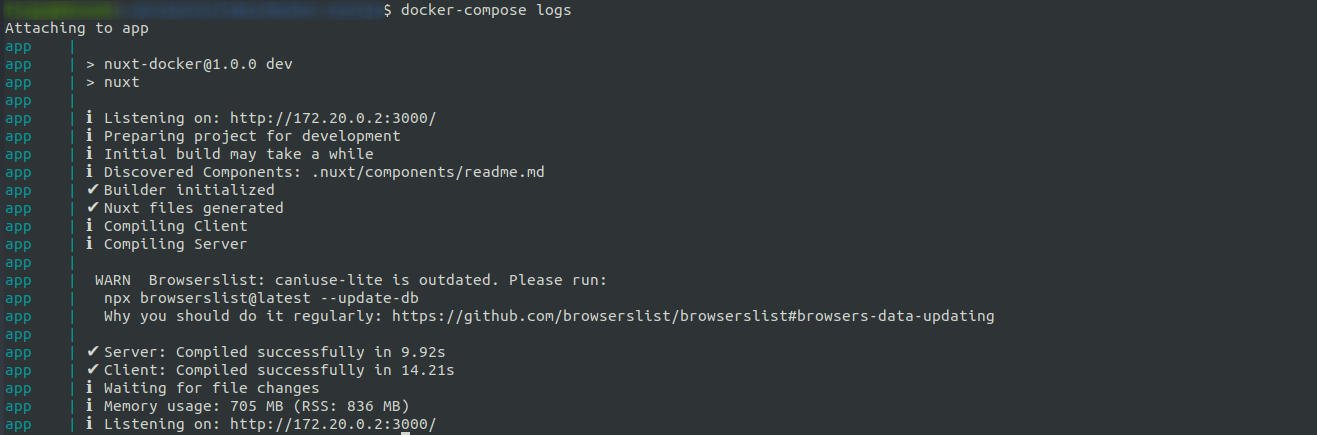 $ docker-compose logs
Attaching to app
app    |
app    | > nuxt-docker@1.0.0 dev
app    | > nuxt
app    |
app    | ℹ Listening on: http://172.20.0.2:3000/
app    | ℹ Preparing project for development
app    | ℹ Initial build may take a while
app    | ℹ Discovered Components: .nuxt/components/readme.md
app    | ✔ Builder initialized
app    | ✔ Nuxt files generated
app    | ℹ Compiling Client
app    | ℹ Compiling Server
app    |
app    |  WARN  Browserslist: caniuse-lite is outdated. Please run:
app    |   npx browserslist@latest --update-db
app    |   Why you should do it regularly: https://github.com/browserslist/browserslist#browsers-data-updating
app    |
app    | ✔ Server: Compiled successfully in 9.92s
app    | ✔ Client: Compiled successfully in 14.21s
app    | ℹ Waiting for file changes
app    | ℹ Memory usage: 705 MB (RSS: 836 MB)
app    | ℹ Listening on: http://172.20.0.2:3000/